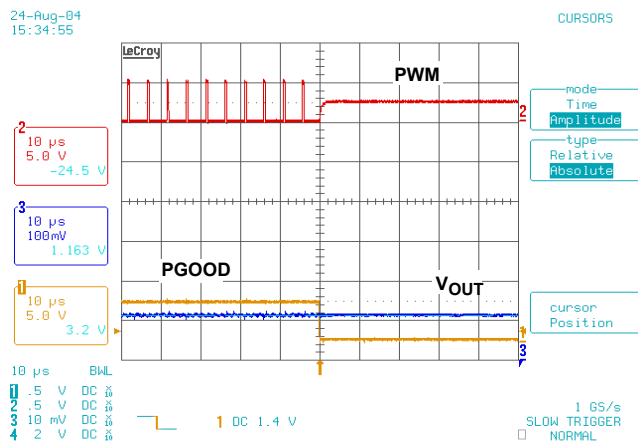 24-Aug-04
15:34:55
CURSORS
LeCroy
PWM
mode
Time
Amplitude
type
Relative
Absolute
2
10 µs
5.0 V
-24.5 V
2
3
10 µs
100mV
1.163 V
PGOOD
VOUT
1
10 µs
5.0 V
3.2 V
cursor
Position
1
3
10 µs
BWL
1 .5 V DC X10
2 .5 V DC X10
3 10 mV DC X10
4 2 V DC X10
1 DC 1.4 V
1 GS/s
SLOW TRIGGER
NORMAL